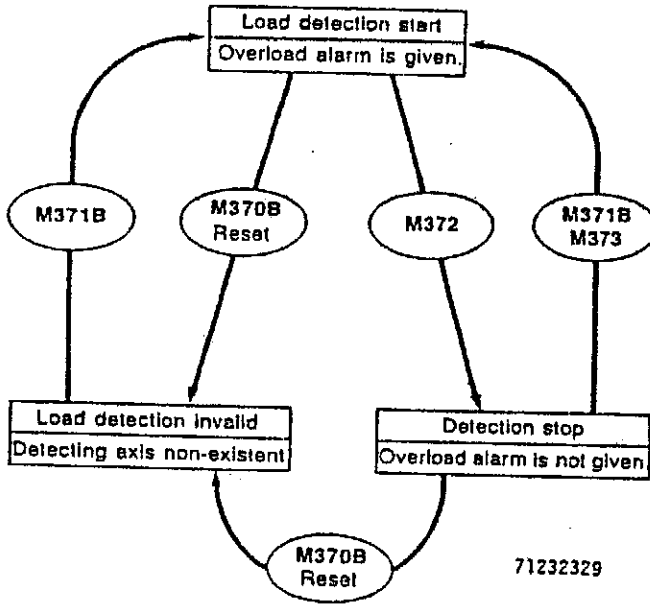 Load detection start
Overload alarm is given.
M371B
M370B
Reset
M372
M371B
M373
Load detection invalid
Detecting axis non-existent
Detection stop
Overload alarm is not given
M370B
Reset
71232329